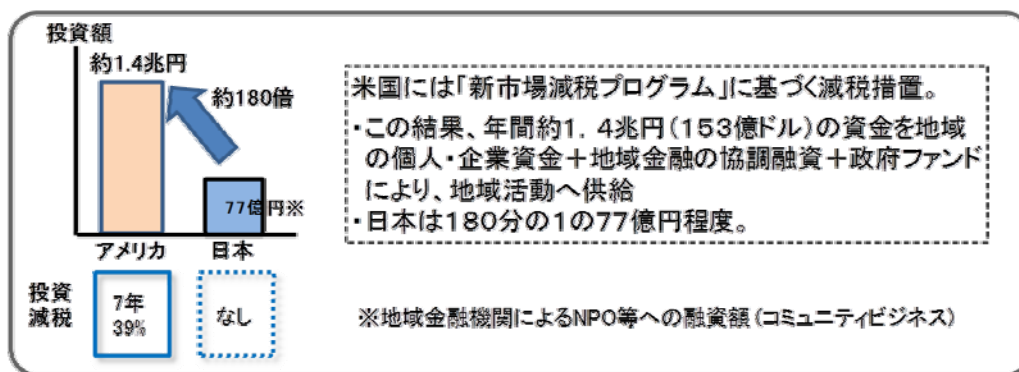 投資額
約1.4兆円
約180倍
77億円※
アメリカ
日本
投資
減税
7年
39%
なし
米国には「新市場減税プログラム」に基づく減税措置。
・この結果、年間約1.4兆円(153億ドル)の資金を地域
の個人・企業資金+地域金融の協調融資+政府ファンド
により、地域活動へ供給
・日本は180分の1の77億円程度。
※地域金融機関によるNPO等への融資額(コミュニティビジネス)